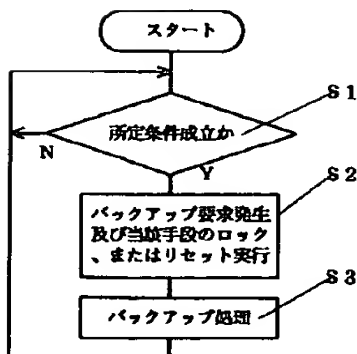 スタート
所定条件成立か
S1
N
Y
S2
バックアップ要求発生
及び当該手段のロック
、またはリセット実行
S3
バックアップ処理